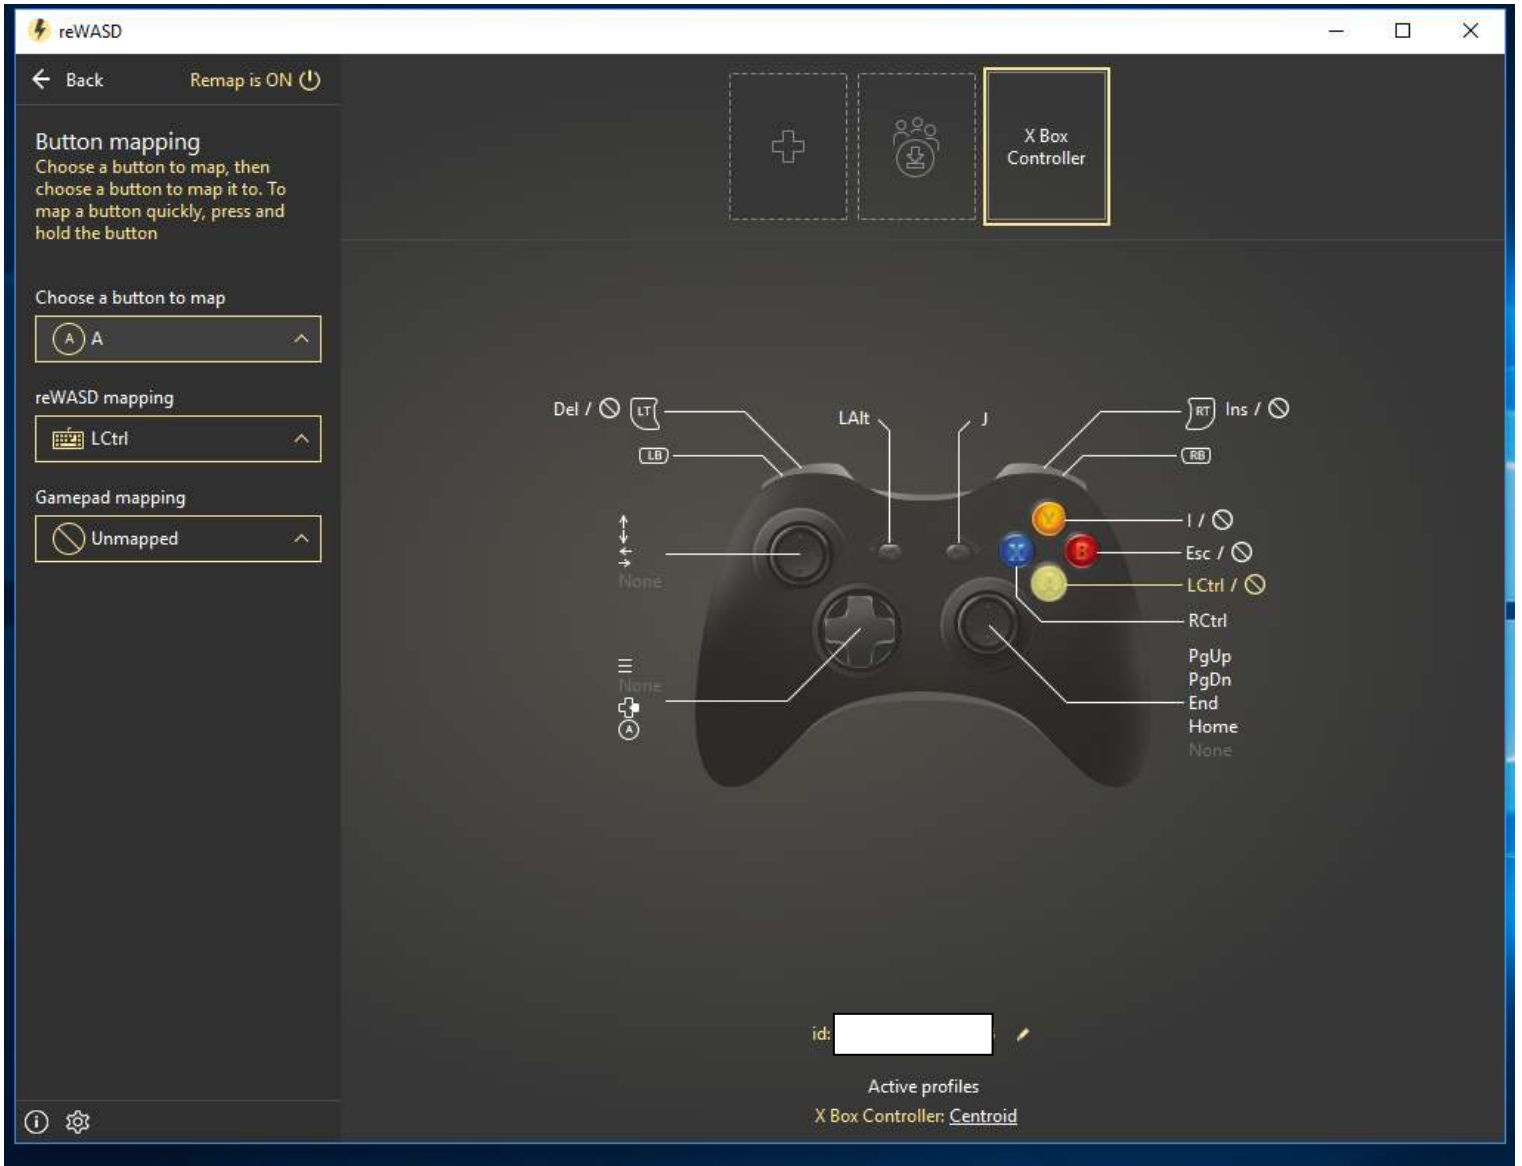 reWASD
Back
Remap is ON
Button mapping
Choose a button to map, then
choose a button to map it to. To
map a button quickly, press and
hold the button
Choose a button to map
A A
reWASD mapping
LCtrl
Gamepad mapping
Unmapped
X Box
Controller
Del /
LT
LB
LAlt
J
RT
Ins /
RB
Y
X
B
A
I /
Esc /
LCtrl /
RCtrl
None
None
A
PgUp
PgDn
End
Home
None
id:
Active profiles
X Box Controller: Centroid